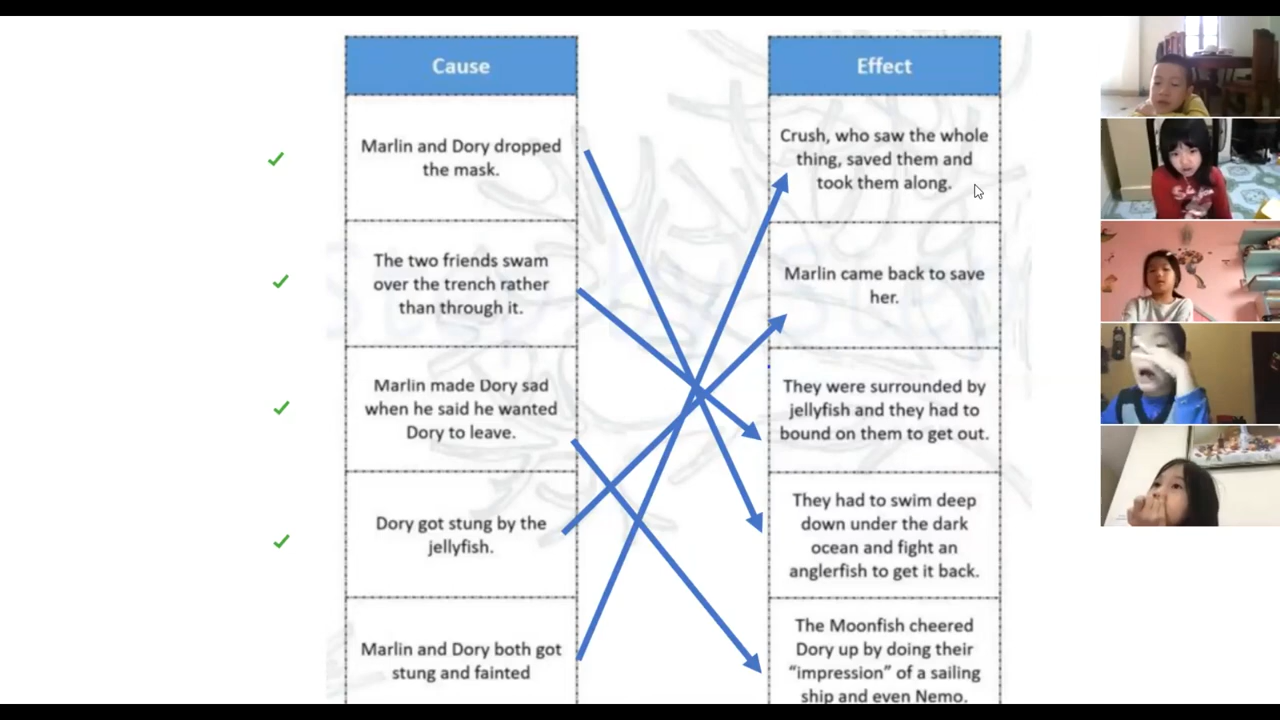 Cause
Effect
Marlin and Dory dropped
the mask.
Crush, who saw the whole
thing, saved them and
took them along.
The two friends swam
over the trench rather
than through it.
Marlin came back to save
her.
Marlin made Dory sad
when he said he wanted
Dory to leave.
They were surrounded by
jellyfish and they had to
bound on them to get out.
Dory got stung by the
jellyfish.
They had to swim deep
down under the dark
ocean and fight an
anglerfish to get it back.
Marlin and Dory both got
stung and fainted
The Moonfish cheered
Dory up by doing their
“impression” of a sailing
ship and even Nemo.